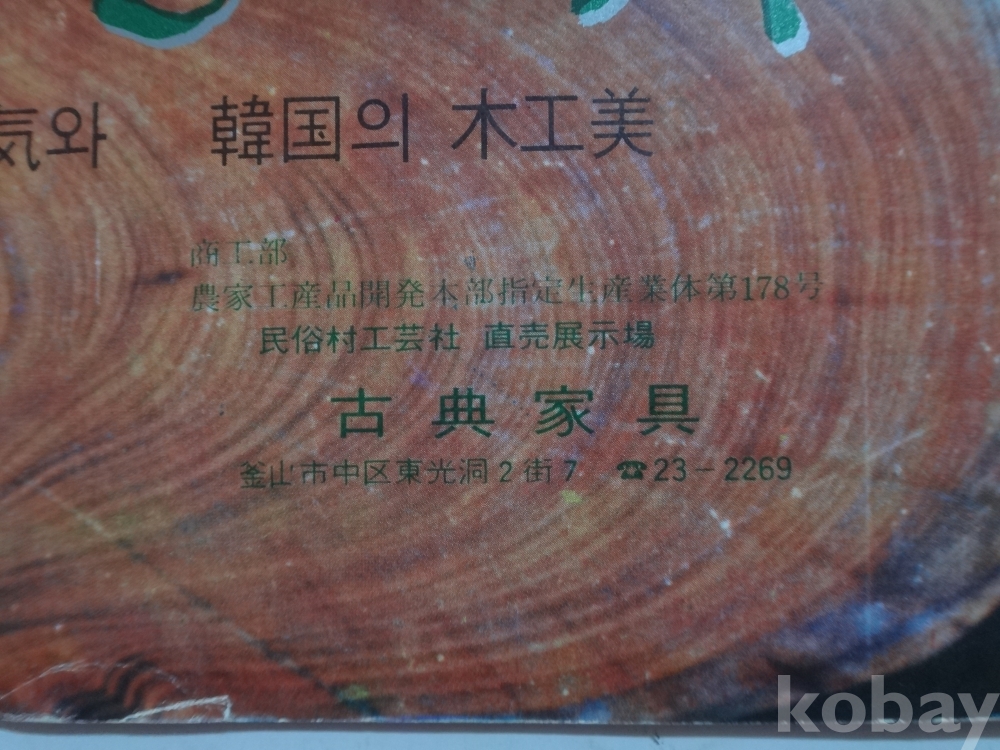 気와 韓国의 木工美
商工部
農家工産品開発本部指定生産業体第178号
民俗村工芸社 直売展示場
古典家具
釜山市中区東光洞2街7 ☎23-2269
kobay